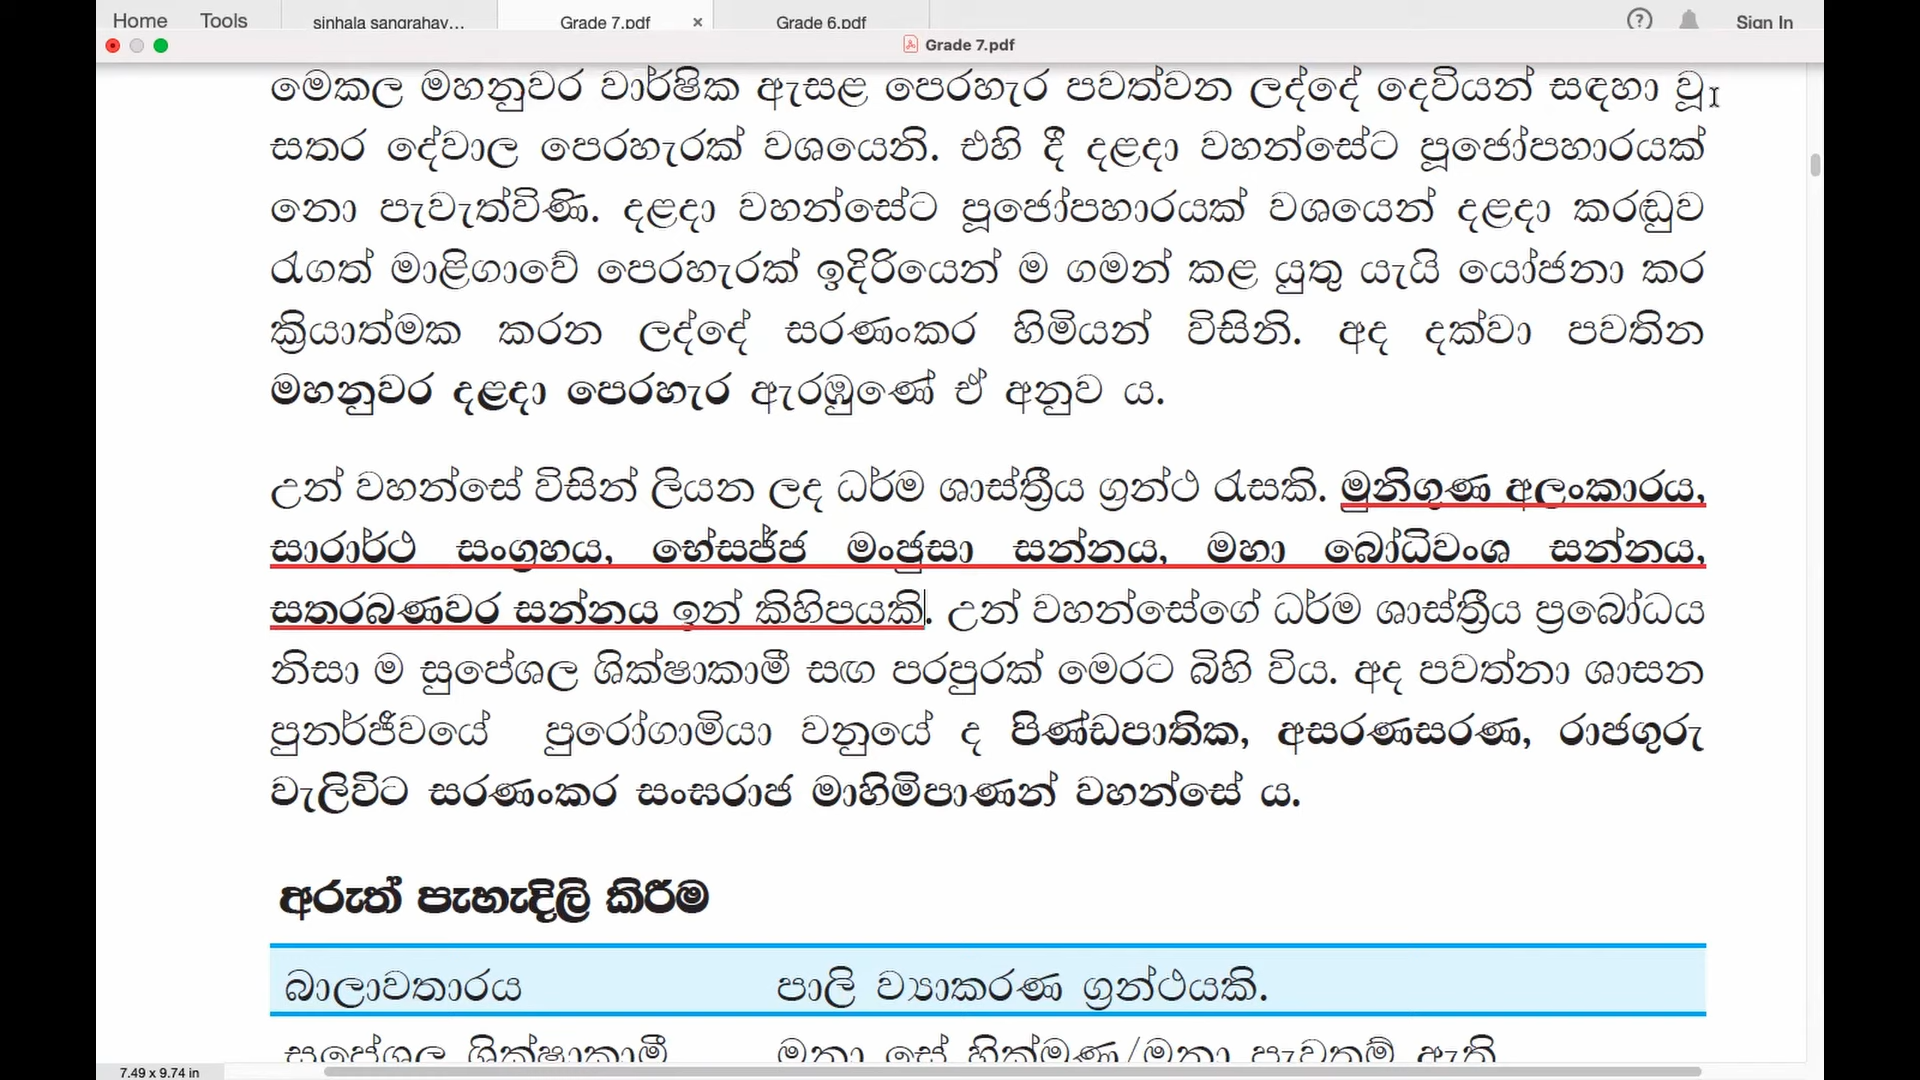 Home Tools sinhala sangrahay... Grade 7.pdf × Grade 6.pdf ? Sign In
Grade 7.pdf
මෙකල මහනුවර වාර්ෂික ඇසළ පෙරහැර පවත්වන ලද්දේ දෙවියන් සඳහා වූ
සතර දේවාල පෙරහැරක් වශයෙනි. එහි දී දළදා වහන්සේට පූජෝපහාරයක්
නො පැවැත්විණි. දළදා වහන්සේට පූජෝපහාරයක් වශයෙන් දළදා කරඬුව
රැගත් මාළිගාවේ පෙරහැරක් ඉදිරියෙන් ම ගමන් කළ යුතු යැයි යෝජනා කර
ක්‍රියාත්මක කරන ලද්දේ සරණංකර හිමියන් විසිනි. අද දක්වා පවතින
මහනුවර දළදා පෙරහැර ඇරඹුණේ ඒ අනුව ය.
උන් වහන්සේ විසින් ලියන ලද ධර්ම ශාස්ත්‍රීය ග්‍රන්ථ රැසකි. මුනිගුණ අලංකාරය,
සාරාර්ථ සංග්‍රහය, භේසජ්ජ මංජුසා සන්නය, මහා බෝධිවංශ සන්නය,
සතරබණවර සන්නය ඉන් කිහිපයකි. උන් වහන්සේගේ ධර්ම ශාස්ත්‍රීය ප්‍රබෝධය
නිසා ම සුපේශල ශික්ෂාකාමී සඟ පරපුරක් මෙරට බිහි විය. අද පවත්නා ශාසන
පුනර්ජීවයේ පුරෝගාමියා වනුයේ ද පිණ්ඩපාතික, අසරණසරණ, රාජගුරු
වැලිවිට සරණංකර සංඝරාජ මාහිමිපාණන් වහන්සේ ය.
අරුත් පැහැදිලි කිරීම
බාලාවතාරය පාලි ව්‍යාකරණ ග්‍රන්ථයකි.
සුපේශල ශික්ෂාකාමී මනා සේ හික්මුණ/මනා පැවතුම් ඇති
7.49 x 9.74 in